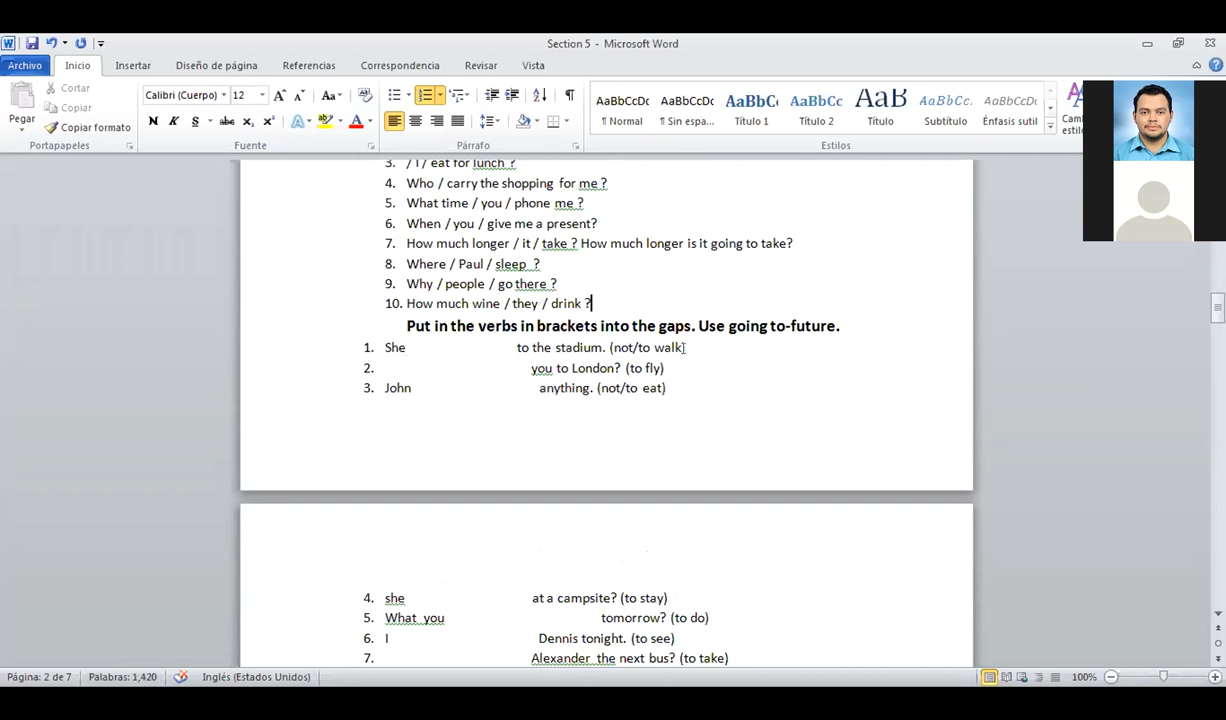 Section 5 - Microsoft Word
Archivo Inicio Insertar Diseño de página Referencias Correspondencia Revisar Vista
Pegar
Cortar
Copiar
Copiar formato
Portapapeles
Calibri (Cuerpo) 12
Fuente
Párrafo
AaBbCcDc AaBbCcDc AaBbCc AaBbCc AaB AaBbCc. AaBbCcDc
¶ Normal ¶ Sin espa... Título 1 Título 2 Título Subtítulo Énfasis sutil
Estilos
3. / I / eat for lunch ?
4. Who / carry the shopping for me ?
5. What time / you / phone me ?
6. When / you / give me a present?
7. How much longer / it / take ? How much longer is it going to take?
8. Where / Paul / sleep ?
9. Why / people / go there ?
10. How much wine / they / drink ?
Put in the verbs in brackets into the gaps. Use going to-future.
1. She to the stadium. (not/to walk)
2. you to London? (to fly)
3. John anything. (not/to eat)
4. she at a campsite? (to stay)
5. What you tomorrow? (to do)
6. I Dennis tonight. (to see)
7. Alexander the next bus? (to take)
Página: 2 de 7 Palabras: 1,420 Inglés (Estados Unidos) 100%